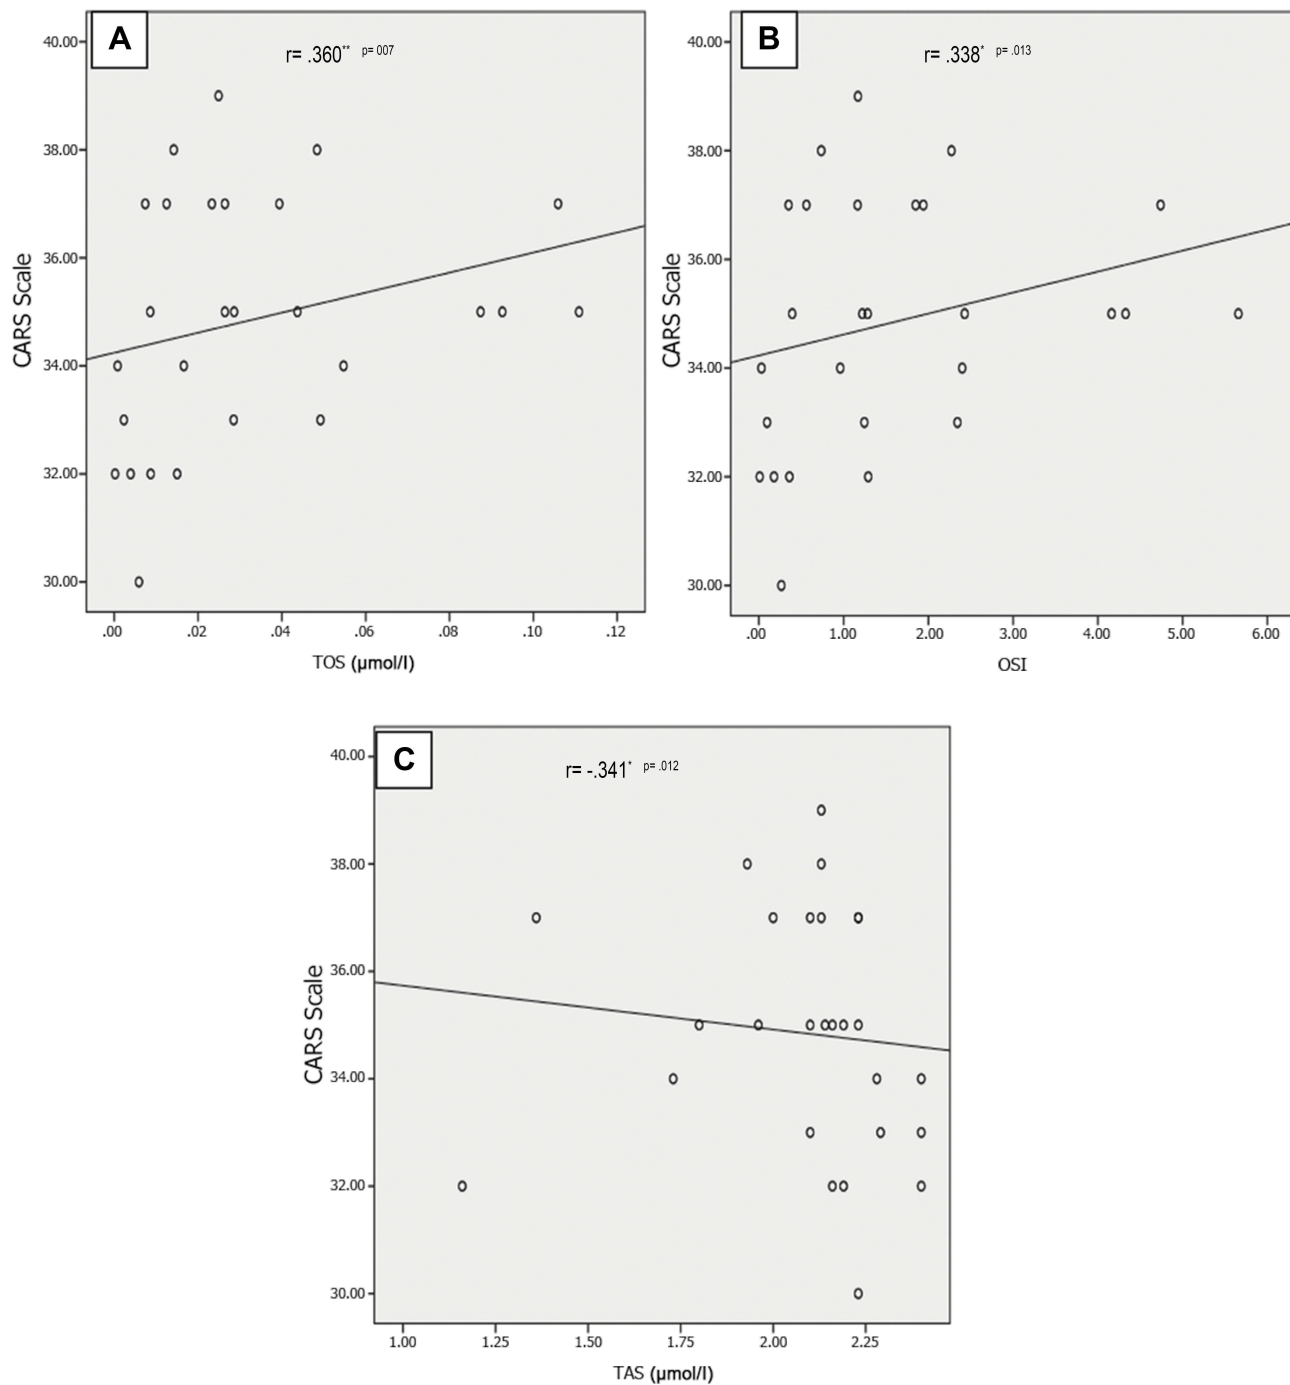 A
r= .360** p= 007
40.00
38.00
36.00
34.00
32.00
30.00
CARS Scale
.00 .02 .04 .06 .08 .10 .12
TOS (µmol/l)
B
r= .338* p= .013
40.00
38.00
36.00
34.00
32.00
30.00
CARS Scale
.00 1.00 2.00 3.00 4.00 5.00 6.00
OSI
C
r= -.341* p= .012
40.00
38.00
36.00
34.00
32.00
30.00
CARS Scale
1.00 1.25 1.50 1.75 2.00 2.25
TAS (µmol/l)